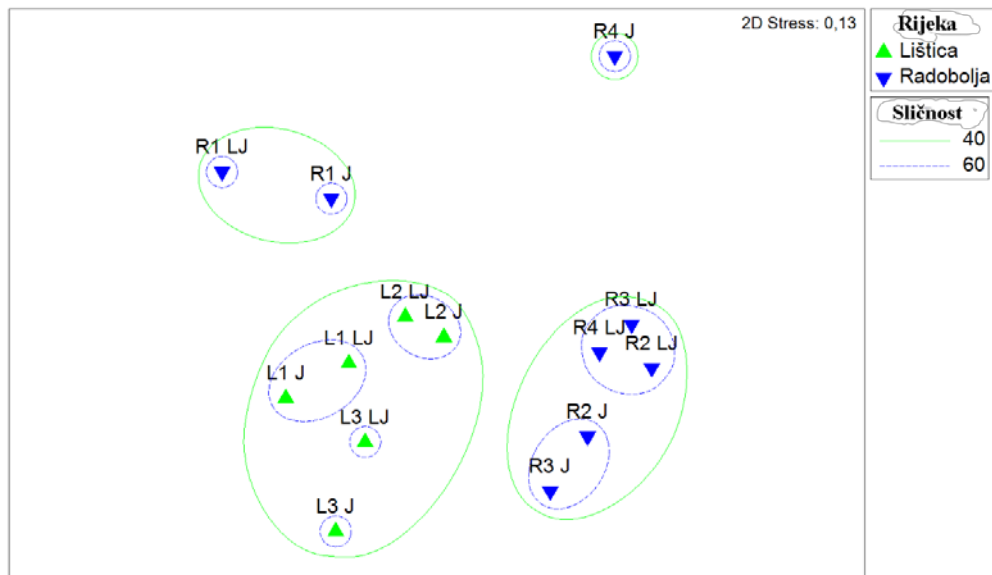 2D Stress: 0,13
R4 J
R1 LJ
R1 J
L2 LJ
L2 J
L1 LJ
L1 J
L3 LJ
L3 J
R3 LJ
R4 LJ
R2 LJ
R2 J
R3 J
Rijeka
Lištica
Radobolja
Sličnost
40
60